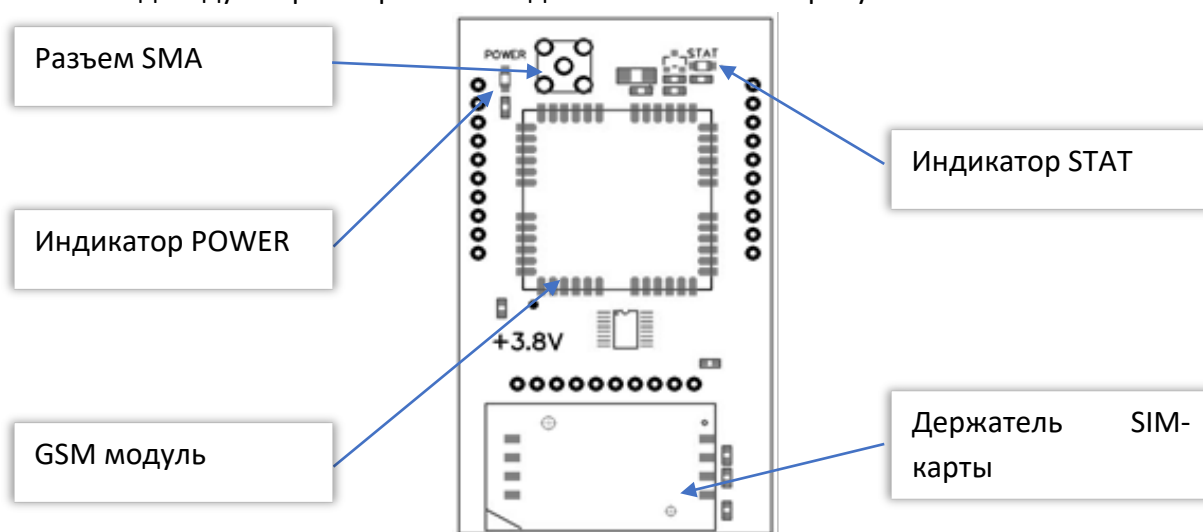 Разъем SMA
POWER
STAT
Индикатор STAT
Индикатор POWER
+3.8V
GSM модуль
Держатель SIM-
карты